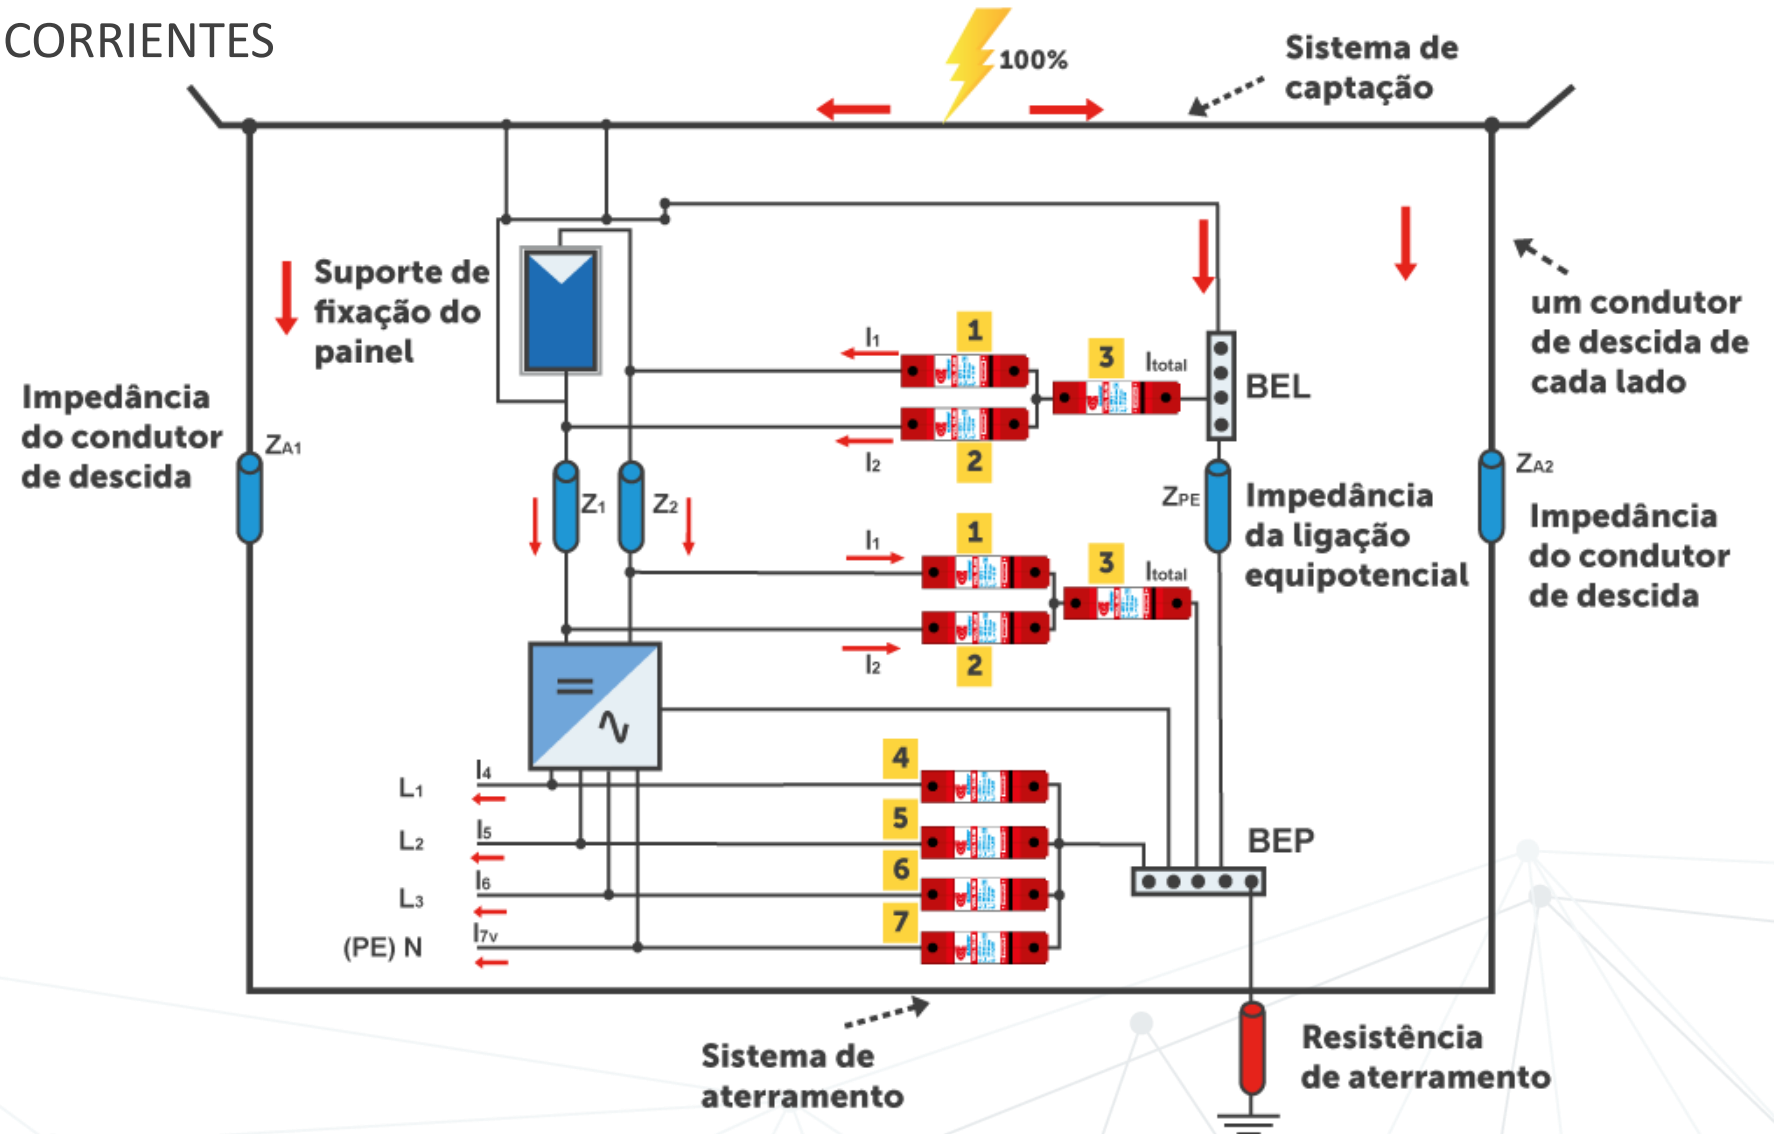 CORRIENTES
100%
Sistema de
captação
Suporte de
fixação do
painel
um condutor
de descida de
cada lado
I1
1
3
Itotal
BEL
Impedância
do condutor
de descida
ZA1
I2
2
Z1
Z2
ZPE
Impedância
da ligação
equipotencial
ZA2
Impedância
do condutor
de descida
I1
1
3
Itotal
I2
2
L1
I4
4
L2
I5
5
BEP
L3
I6
6
(PE) N
I7v
7
Sistema de
aterramento
Resistência
de aterramento